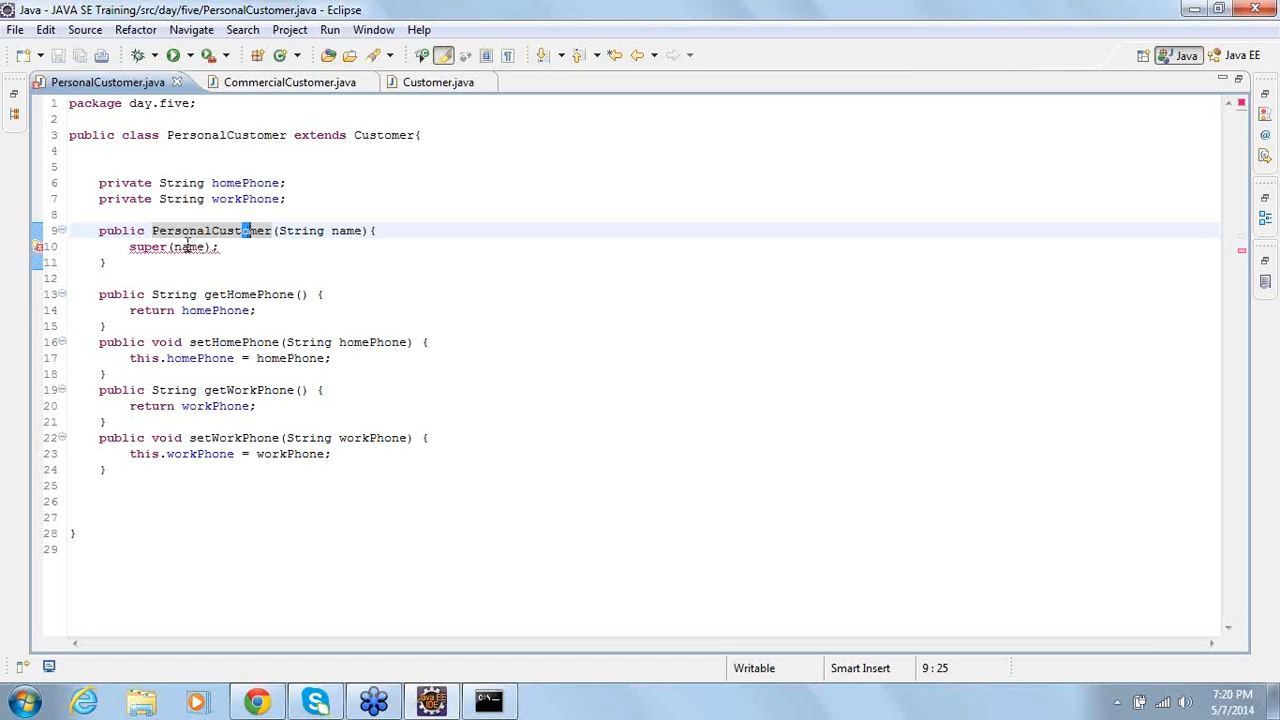 Java - JAVA SE Training/src/day/five/PersonalCustomer.java - Eclipse
File Edit Source Refactor Navigate Search Project Run Window Help
Java Java EE
PersonalCustomer.java CommercialCustomer.java Customer.java
1 package day.five;
2
3 public class PersonalCustomer extends Customer{
4
5
6 private String homePhone;
7 private String workPhone;
8
9 public PersonalCustomer(String name){
10 super(name);
11 }
12
13 public String getHomePhone() {
14 return homePhone;
15 }
16 public void setHomePhone(String homePhone) {
17 this.homePhone = homePhone;
18 }
19 public String getWorkPhone() {
20 return workPhone;
21 }
22 public void setWorkPhone(String workPhone) {
23 this.workPhone = workPhone;
24 }
25
26
27
28 }
29
Writable Smart Insert 9 : 25
7:20 PM
5/7/2014